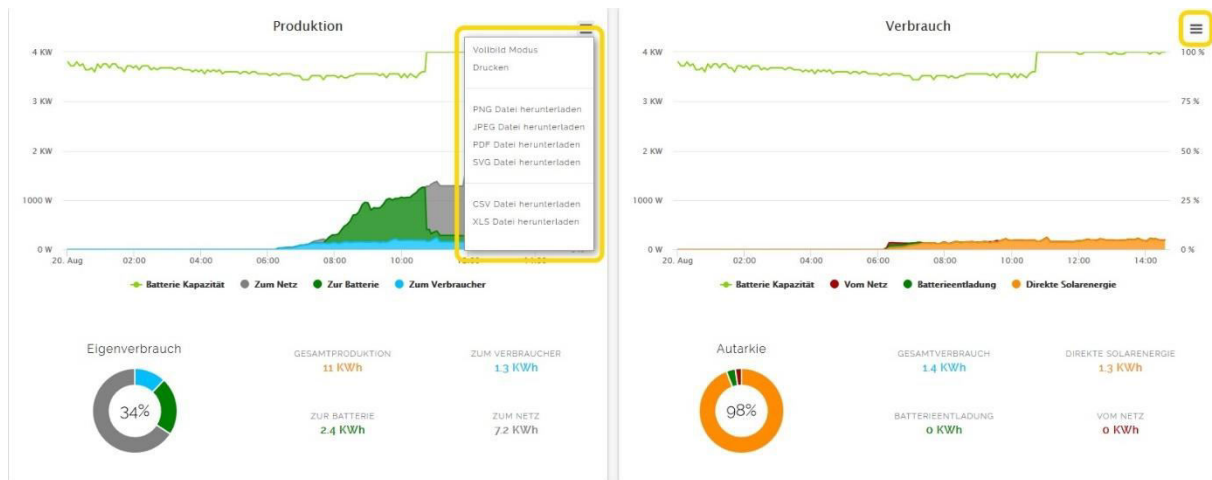 Produktion
4 KW
3 KW
2 KW
1000 W
0 W
20. Aug 02:00 04:00 06:00 08:00 10:00 12:00 14:00
Vollbild Modus
Drucken
PNG Datei herunterladen
JPEG Datei herunterladen
PDF Datei herunterladen
SVG Datei herunterladen
CSV Datei herunterladen
XLS Datei herunterladen
Batterie Kapazität Zum Netz Zur Batterie Zum Verbraucher
Eigenverbrauch
34%
GESAMTPRODUKTION
11 KWh
ZUM VERBRAUCHER
1.3 KWh
ZUR BATTERIE
2.4 KWh
ZUM NETZ
7.2 KWh
Verbrauch
4 KW
3 KW
2 KW
1000 W
0 W
100 %
75 %
50 %
25 %
0 %
20. Aug 02:00 04:00 06:00 08:00 10:00 12:00 14:00
Batterie Kapazität Vom Netz Batterieentladung Direkte Solarenergie
Autarkie
98%
GESAMTVERBRAUCH
1.4 KWh
DIREKTE SOLARENERGIE
1.3 KWh
BATTERIEENTLADUNG
0 KWh
VOM NETZ
0 KWh